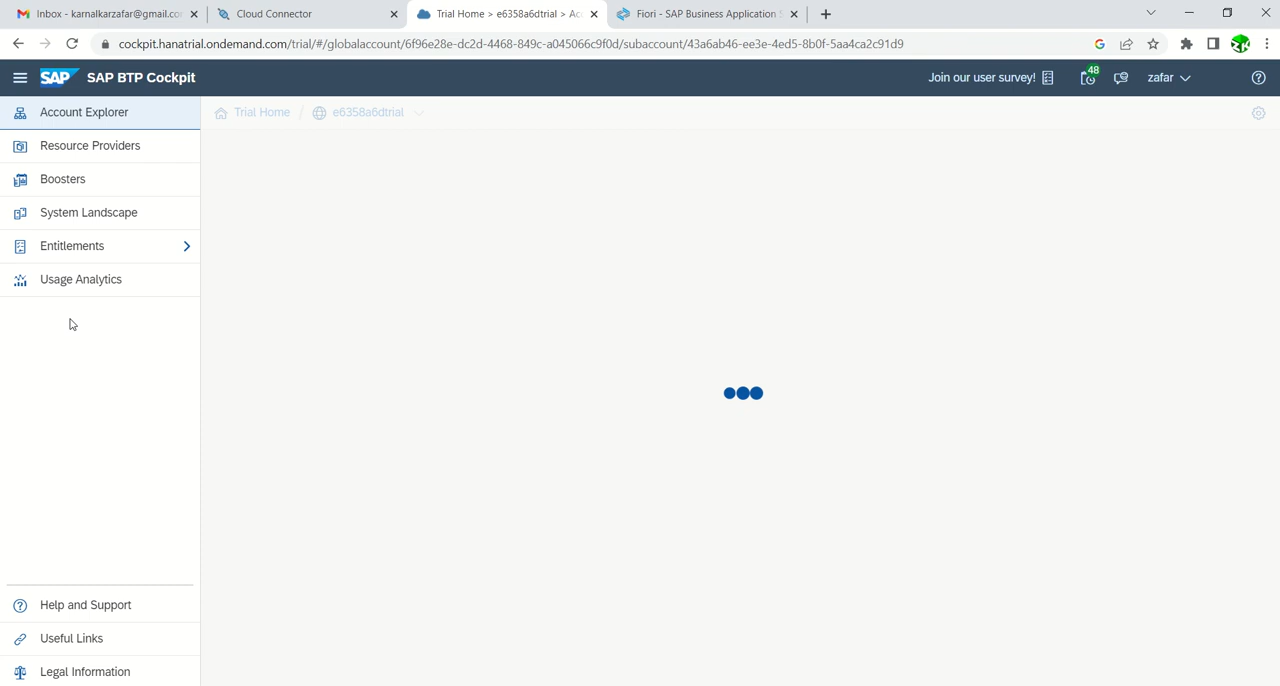 Inbox - karnalkarzafar@gmail.co
Cloud Connector
Trial Home > e6358a6dtrial > Acc
Fiori - SAP Business Application S
cockpit.hanatrial.ondemand.com/trial/#/globalaccount/6f96e28e-dc2d-4468-849c-a045066c9f0d/subaccount/43a6ab46-ee3e-4ed5-8b0f-5aa4ca2c91d9
SAP SAP BTP Cockpit
Join our user survey!
48
zafar
Account Explorer
Trial Home / e6358a6dtrial
Resource Providers
Boosters
System Landscape
Entitlements
Usage Analytics
Help and Support
Useful Links
Legal Information